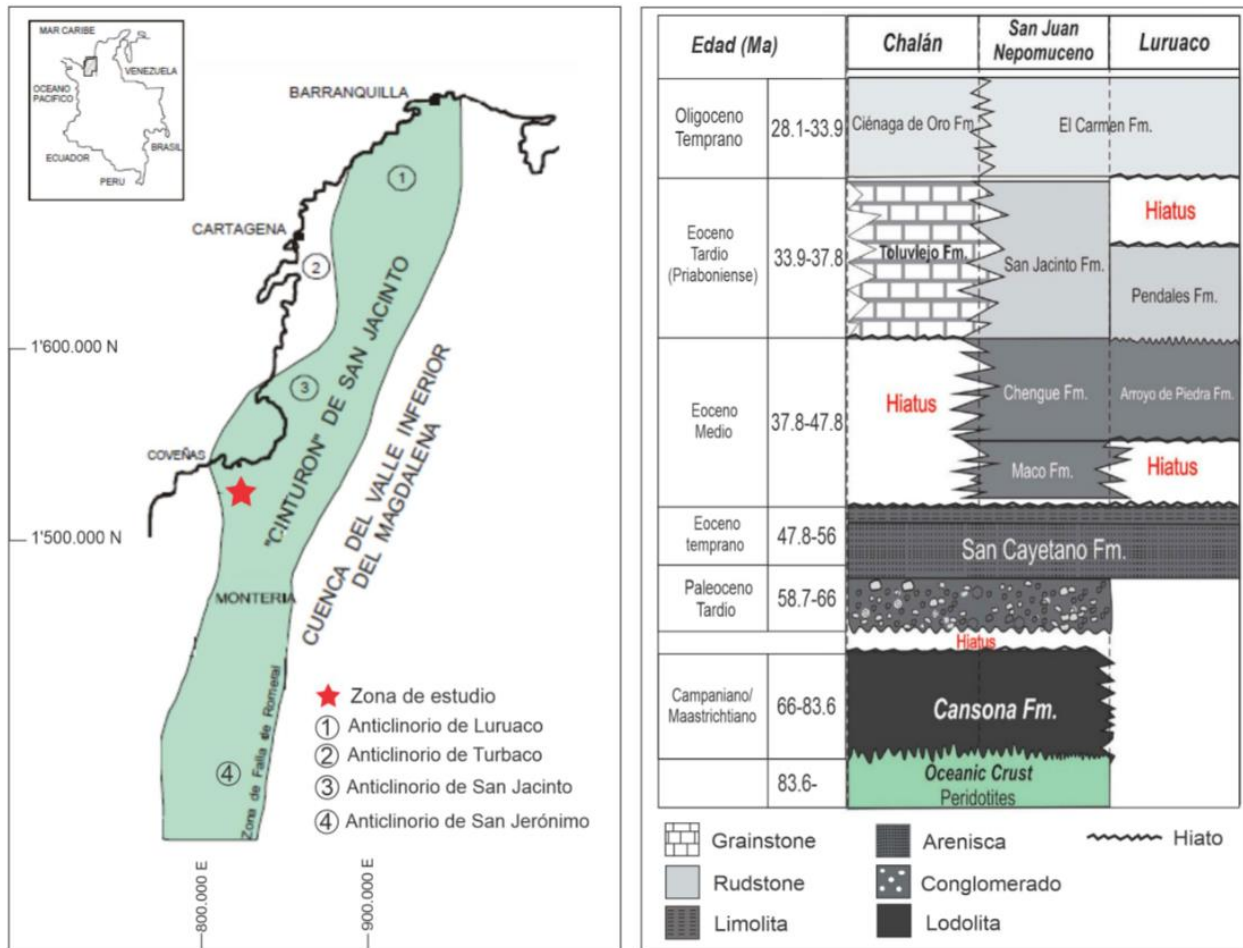 MAR CARIBE
SL
VENEZUELA
OCEANO
PACIFICO
BRASIL
ECUADOR
PERU
BARRANQUILLA
1
CARTAGENA
2
"CINTURON" DE SAN JACINTO
1'600.000 N
3
CUENCA DEL VALLE INFERIOR
DEL MAGDALENA
COVEÑAS
1'500.000 N
MONTERIA
Zona de Falla de Romeral
4
Zona de estudio
1 Anticlinorio de Luruaco
2 Anticlinorio de Turbaco
3 Anticlinorio de San Jacinto
4 Anticlinorio de San Jerónimo
800.000 E
900.000 E
Edad (Ma)
Chalán
San Juan
Nepomuceno
Luruaco
Oligoceno
Temprano
28.1-33.9
Ciénaga de Oro Fm
El Carmen Fm.
Eoceno
Tardio
(Priaboniense)
33.9-37.8
Toluviejo Fm.
San Jacinto Fm.
Hiatus
Pendales Fm.
Eoceno
Medio
37.8-47.8
Hiatus
Chengue Fm.
Arroyo de Piedra Fm.
Maco Fm.
Hiatus
Eoceno
temprano
47.8-56
San Cayetano Fm.
Paleoceno
Tardio
58.7-66
Hiatus
Campaniano/
Maastrichtiano
66-83.6
Cansona Fm.
83.6-
Oceanic Crust
Peridotites
Grainstone
Arenisca
Hiato
Rudstone
Conglomerado
Limolita
Lodolita